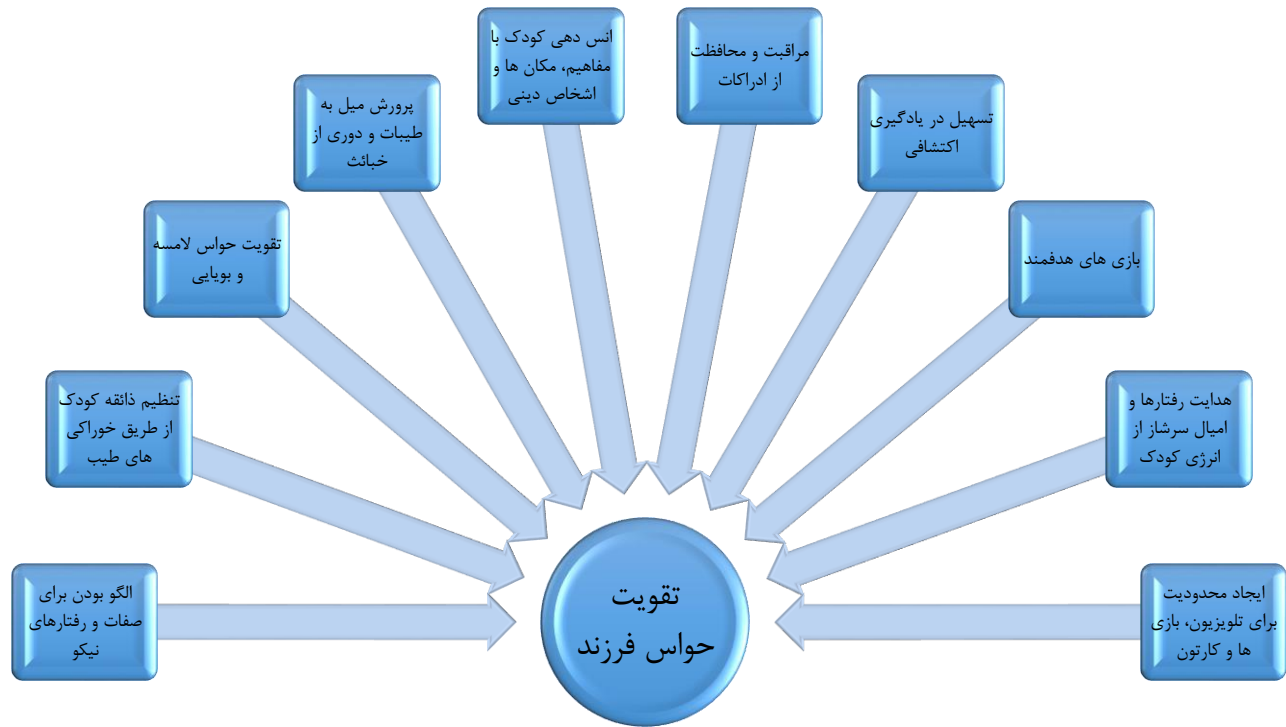 انس دهی کودک با
مفاهیم، مکان ها و
اشخاص دینی
مراقبت و محافظت
از ادراکات
پرورش میل به
طیبات و دوری از
خبائث
تسهیل در یادگیری
اکتشافی
تقویت حواس لامسه
و بویایی
بازی های هدفمند
تنظیم ذائقه کودک
از طریق خوراکی
های طیب
هدایت رفتارها و
امیال سرشاز از
انرژی کودک
الگو بودن برای
صفات و رفتارهای
نیکو
ایجاد محدودیت
برای تلویزیون، بازی
ها و کارتون
تقویت
حواس فرزند